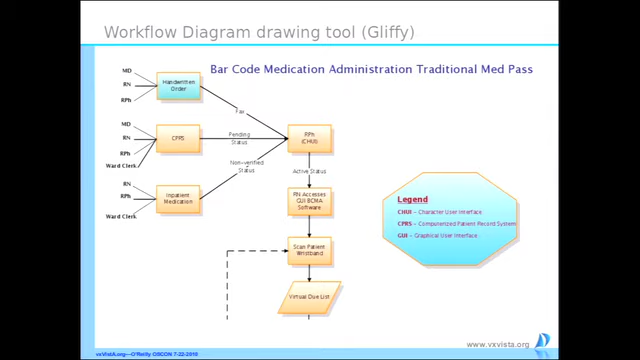 Workflow Diagram drawing tool (Gliffy)
Bar Code Medication Administration Traditional Med Pass
MD
RN
RPh
Handwritten
Order
Fax
MD
RN
RPh
Ward Clerk
CPRS
Pending
Status
RPh
(CHUI)
Non-verified
Status
RN
RPh
Ward Clerk
Inpatient
Medication
Active Status
RN Accesses
GUI BCMA
Software
Scan Patient
Wristband
Virtual Due List
Legend
CHUI – Character User Interface
CPRS – Computerized Patient Record System
GUI – Graphical User Interface
www.vxvista.org
vxVistA.org—O'Reilly OSCON 7-22-2010